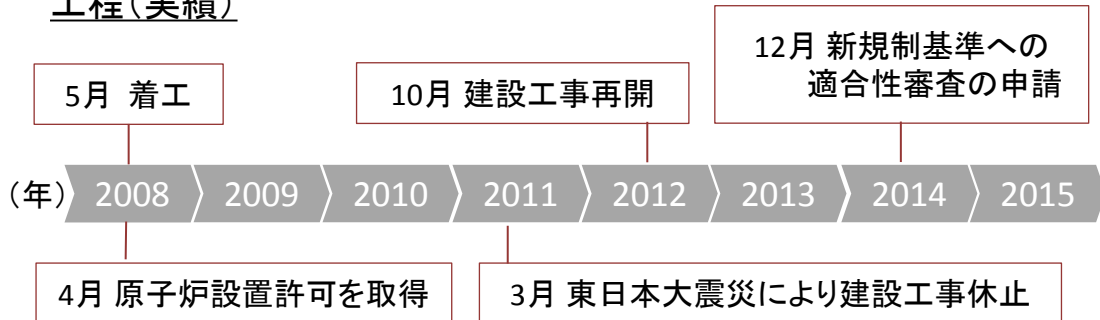 工程(実績)
12月 新規制基準への
適合性審査の申請
5月 着工
10月 建設工事再開
(年) 2008 2009 2010 2011 2012 2013 2014 2015
4月 原子炉設置許可を取得
3月 東日本大震災により建設工事休止